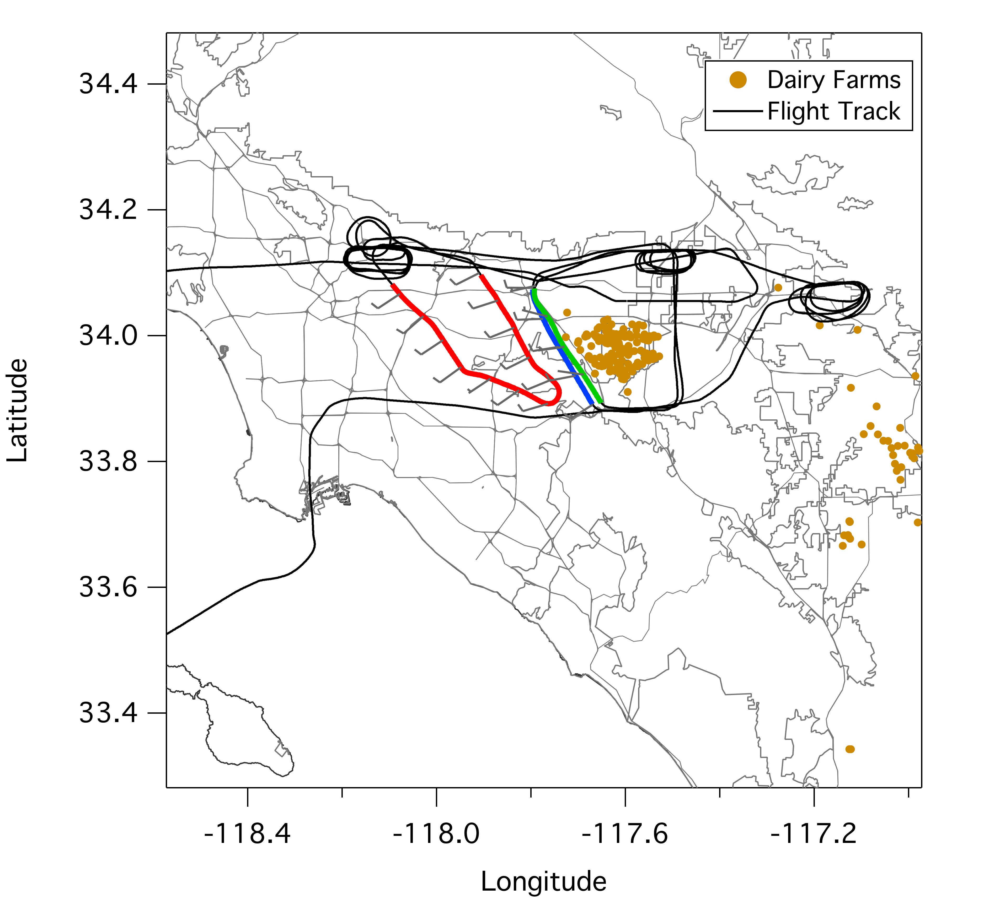 Dairy Farms
Flight Track
34.4
34.2
34.0
33.8
33.6
33.4
Latitude
-118.4
-118.0
-117.6
-117.2
Longitude